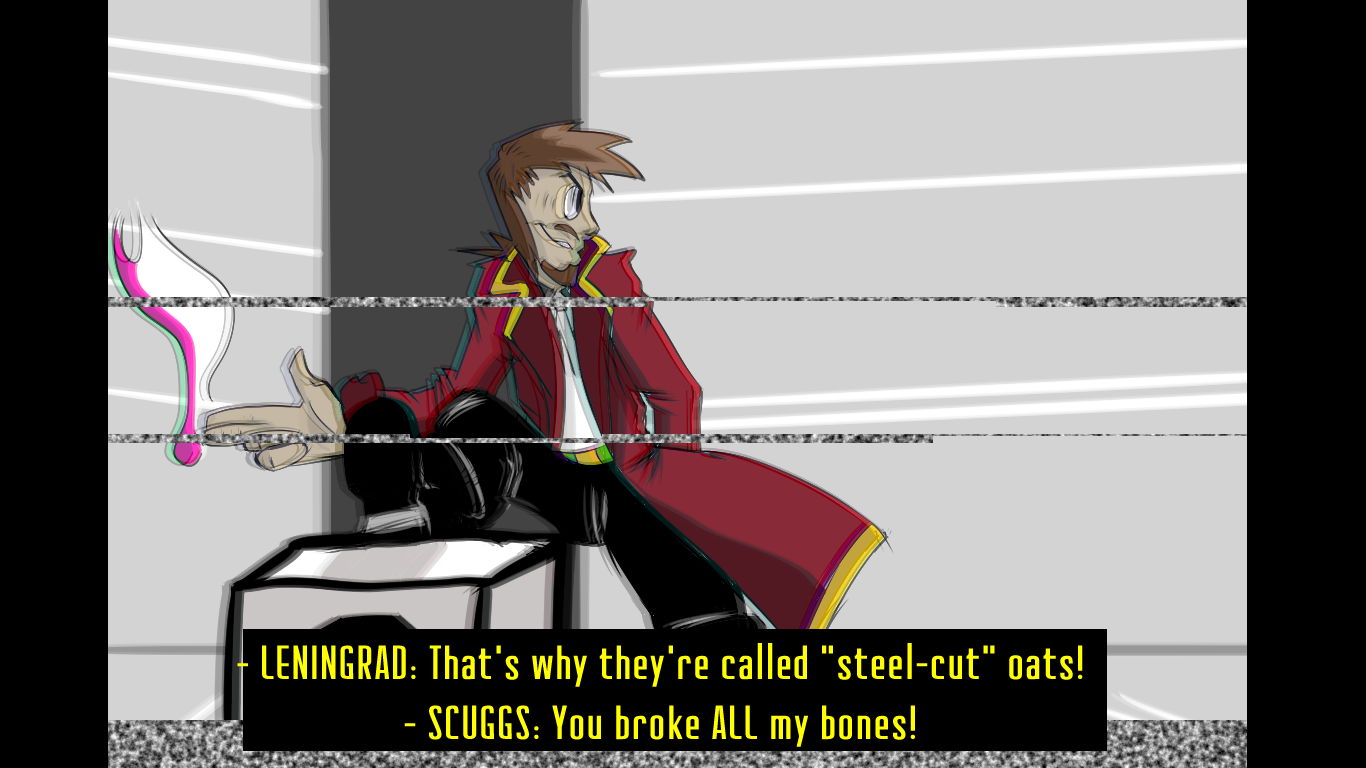 - LENINGRAD: That's why they're called "steel-cut" oats!
- SCUGGS: You broke ALL my bones!